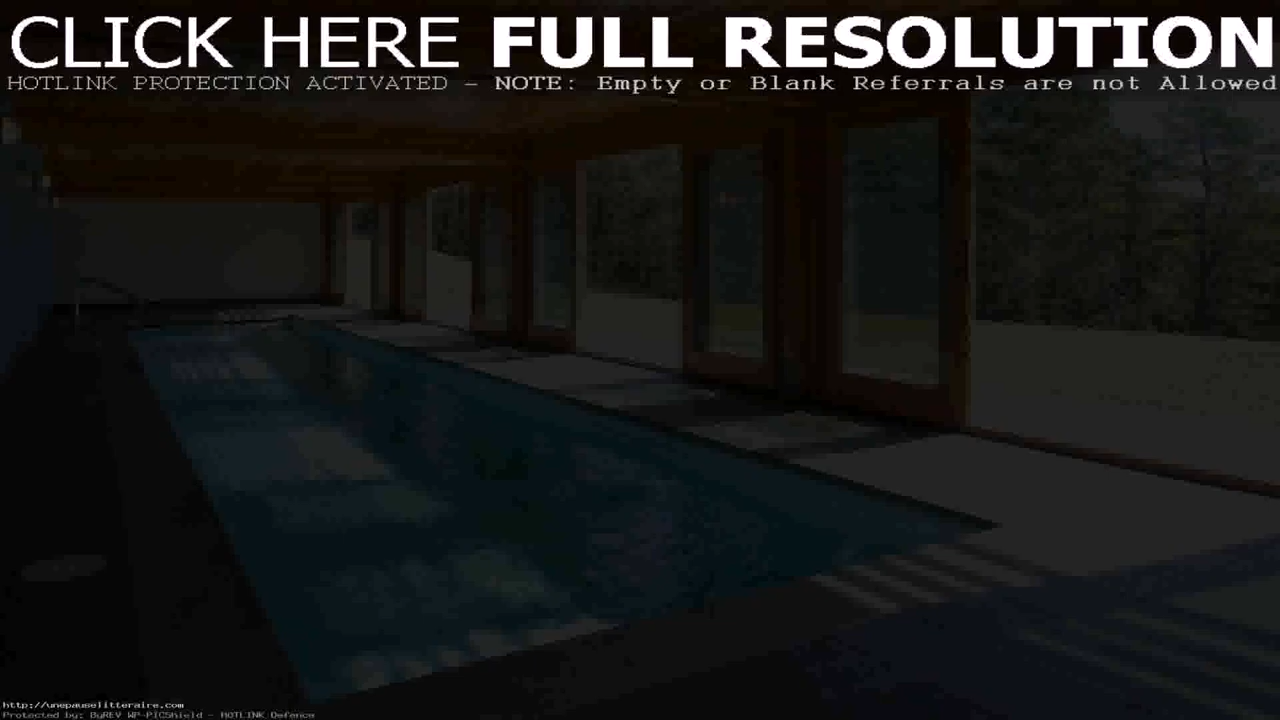 CLICK HERE FULL RESOLUTION
HOTLINK PROTECTION ACTIVATED - NOTE: Empty or Blank Referrals are not Allowed
http://unepauselitteraire.com
Protected by: ByREV WP-PICShield - HOTLINK Defence